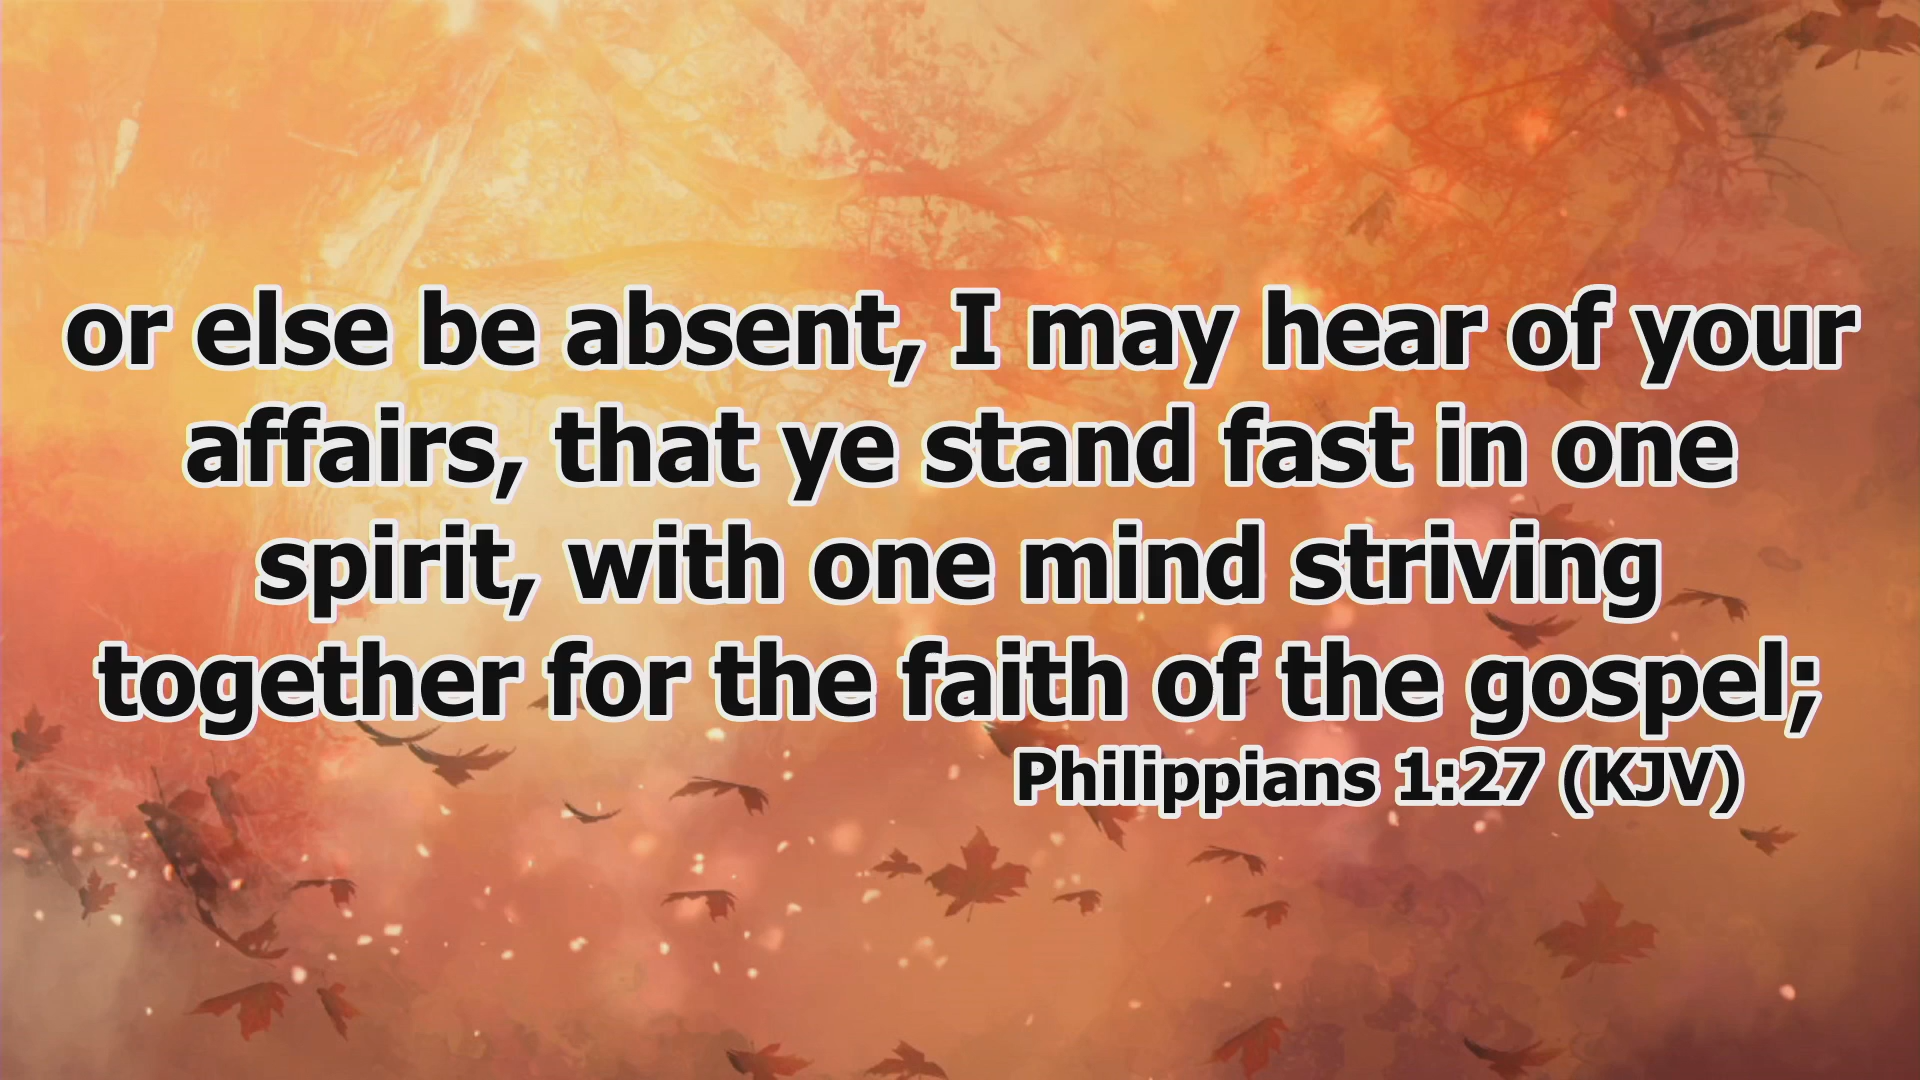 or else be absent, I may hear of your
affairs, that ye stand fast in one
spirit, with one mind striving
together for the faith of the gospel;
Philippians 1:27 (KJV)